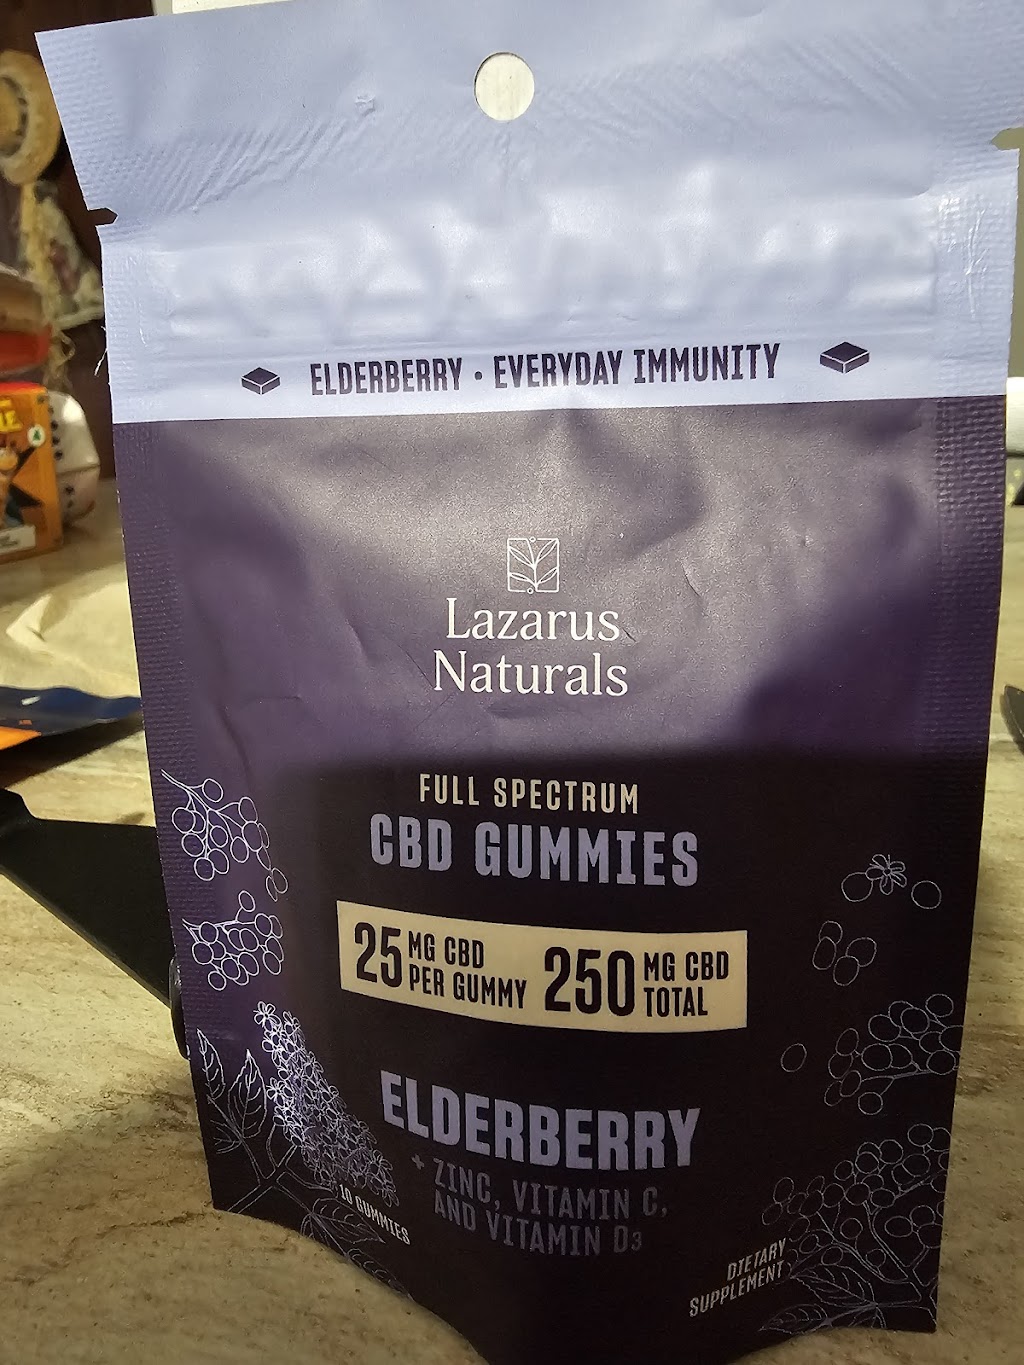 ELDERBERRY · EVERYDAY IMMUNITY
Lazarus
Naturals
FULL SPECTRUM
CBD GUMMIES
25 MG CBD PER GUMMY 250 MG CBD TOTAL
ELDERBERRY
+ ZINC, VITAMIN C,
AND VITAMIN D3
10 GUMMIES
DIETARY
SUPPLEMENT